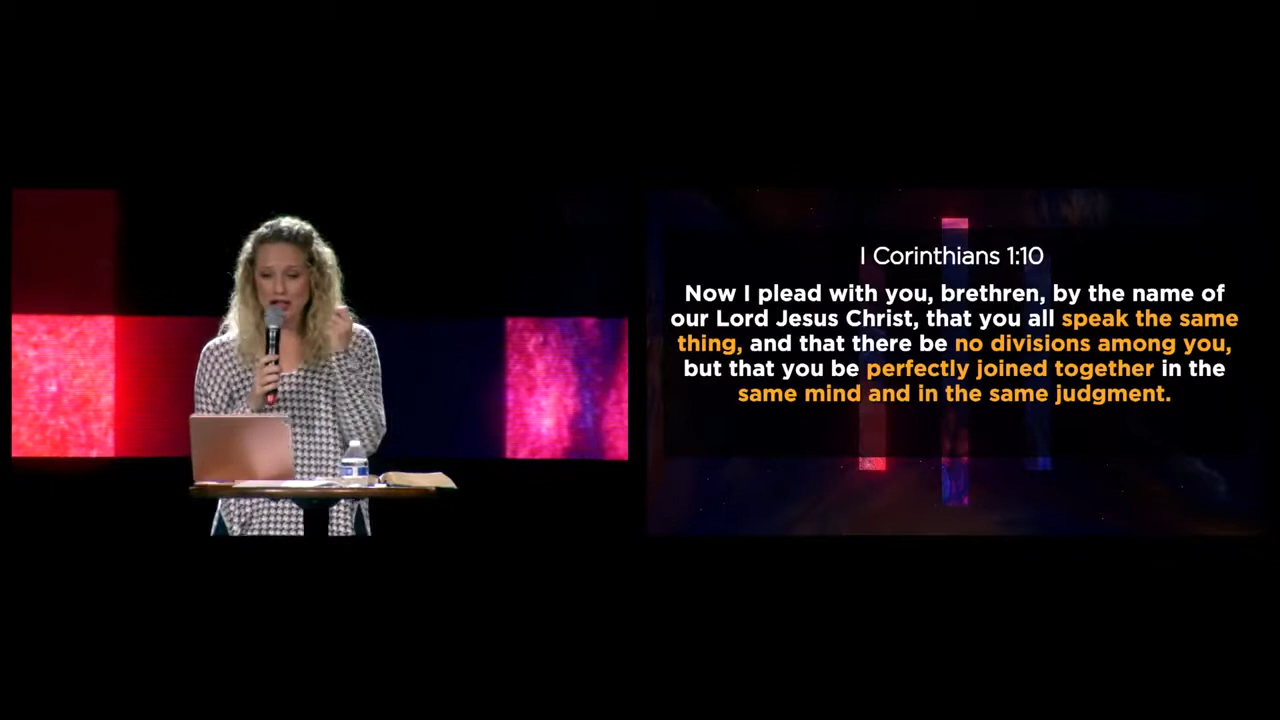 I Corinthians 1:10
Now I plead with you, brethren, by the name of
our Lord Jesus Christ, that you all speak the same
thing, and that there be no divisions among you,
but that you be perfectly joined together in the
same mind and in the same judgment.